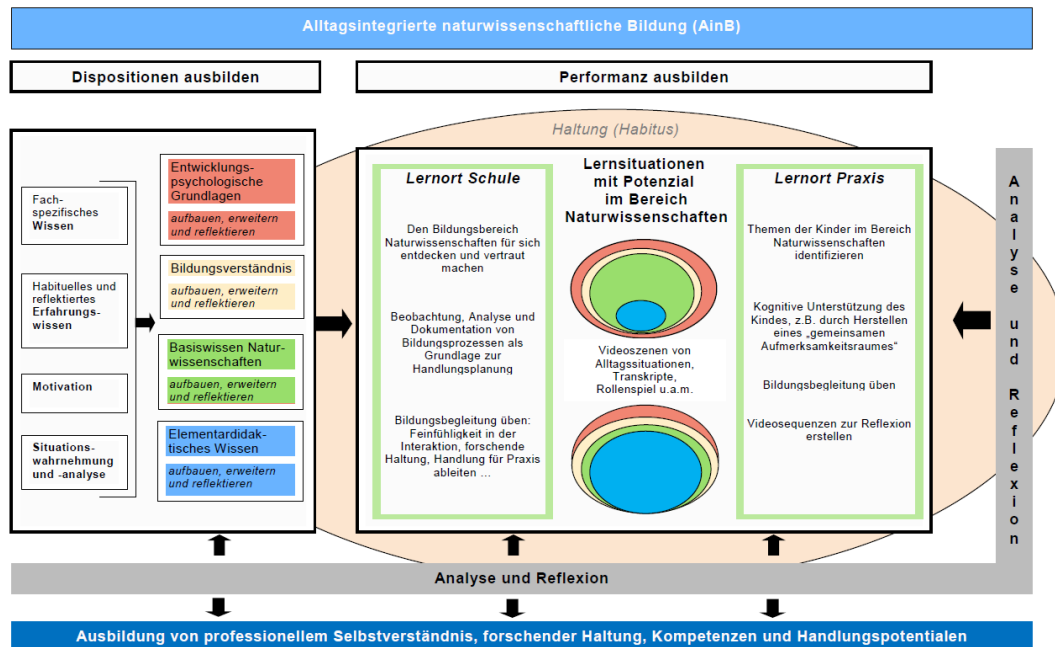 Alltagsintegrierte naturwissenschaftliche Bildung (AinB)
Dispositionen ausbilden
Performanz ausbilden
Haltung (Habitus)
Fach-
spezifisches
Wissen
Habituelles und
reflektiertes
Erfahrungs-
wissen
Motivation
Situations-
wahrnehmung
und -analyse
Entwicklungs-
psychologische
Grundlagen
aufbauen, erweitern
und reflektieren
Bildungsverständnis
aufbauen, erweitern
und reflektieren
Basiswissen Natur-
wissenschaften
aufbauen, erweitern
und reflektieren
Elementardidak-
tisches Wissen
aufbauen, erweitern
und reflektieren
Lernort Schule
Den Bildungsbereich
Naturwissenschaften für sich
entdecken und vertraut
machen
Beobachtung, Analyse und
Dokumentation von
Bildungsprozessen als
Grundlage zur
Handlungsplanung
Bildungsbegleitung üben:
Feinfühligkeit in der
Interaktion, forschende
Haltung, Handlung für Praxis
ableiten …
Lernsituationen
mit Potenzial
im Bereich
Naturwissenschaften
Videoszenen von
Alltagssituationen,
Transkripte,
Rollenspiel u.a.m.
Lernort Praxis
Themen der Kinder im Bereich
Naturwissenschaften
identifizieren
Kognitive Unterstützung des
Kindes, z.B. durch Herstellen
eines „gemeinsamen
Aufmerksamkeitsraumes“
Bildungsbegleitung üben
Videosequenzen zur Reflexion
erstellen
Analyse und Reflexion
Analyse und Reflexion
Ausbildung von professionellem Selbstverständnis, forschender Haltung, Kompetenzen und Handlungspotentialen